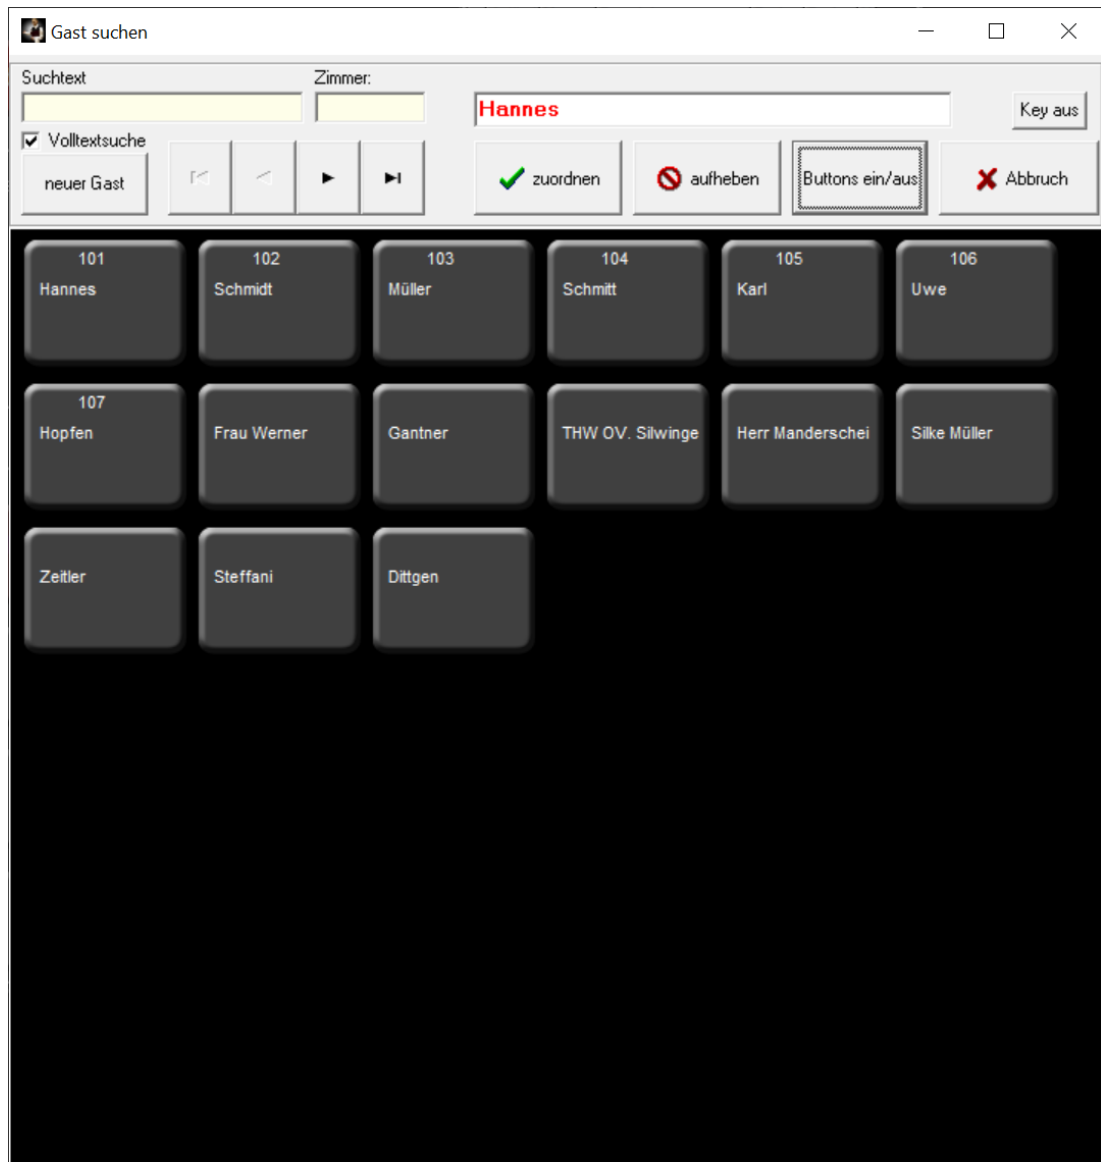 Gast suchen
Suchtext Zimmer:
Hannes Key aus
Volltextsuche
neuer Gast zuordnen aufheben Buttons ein/aus Abbruch
101 102 103 104 105 106
Hannes Schmidt Müller Schmitt Karl Uwe
107
Hopfen Frau Werner Gantner THW OV. Silwinge Herr Manderschei Silke Müller
Zeitler Steffani Dittgen